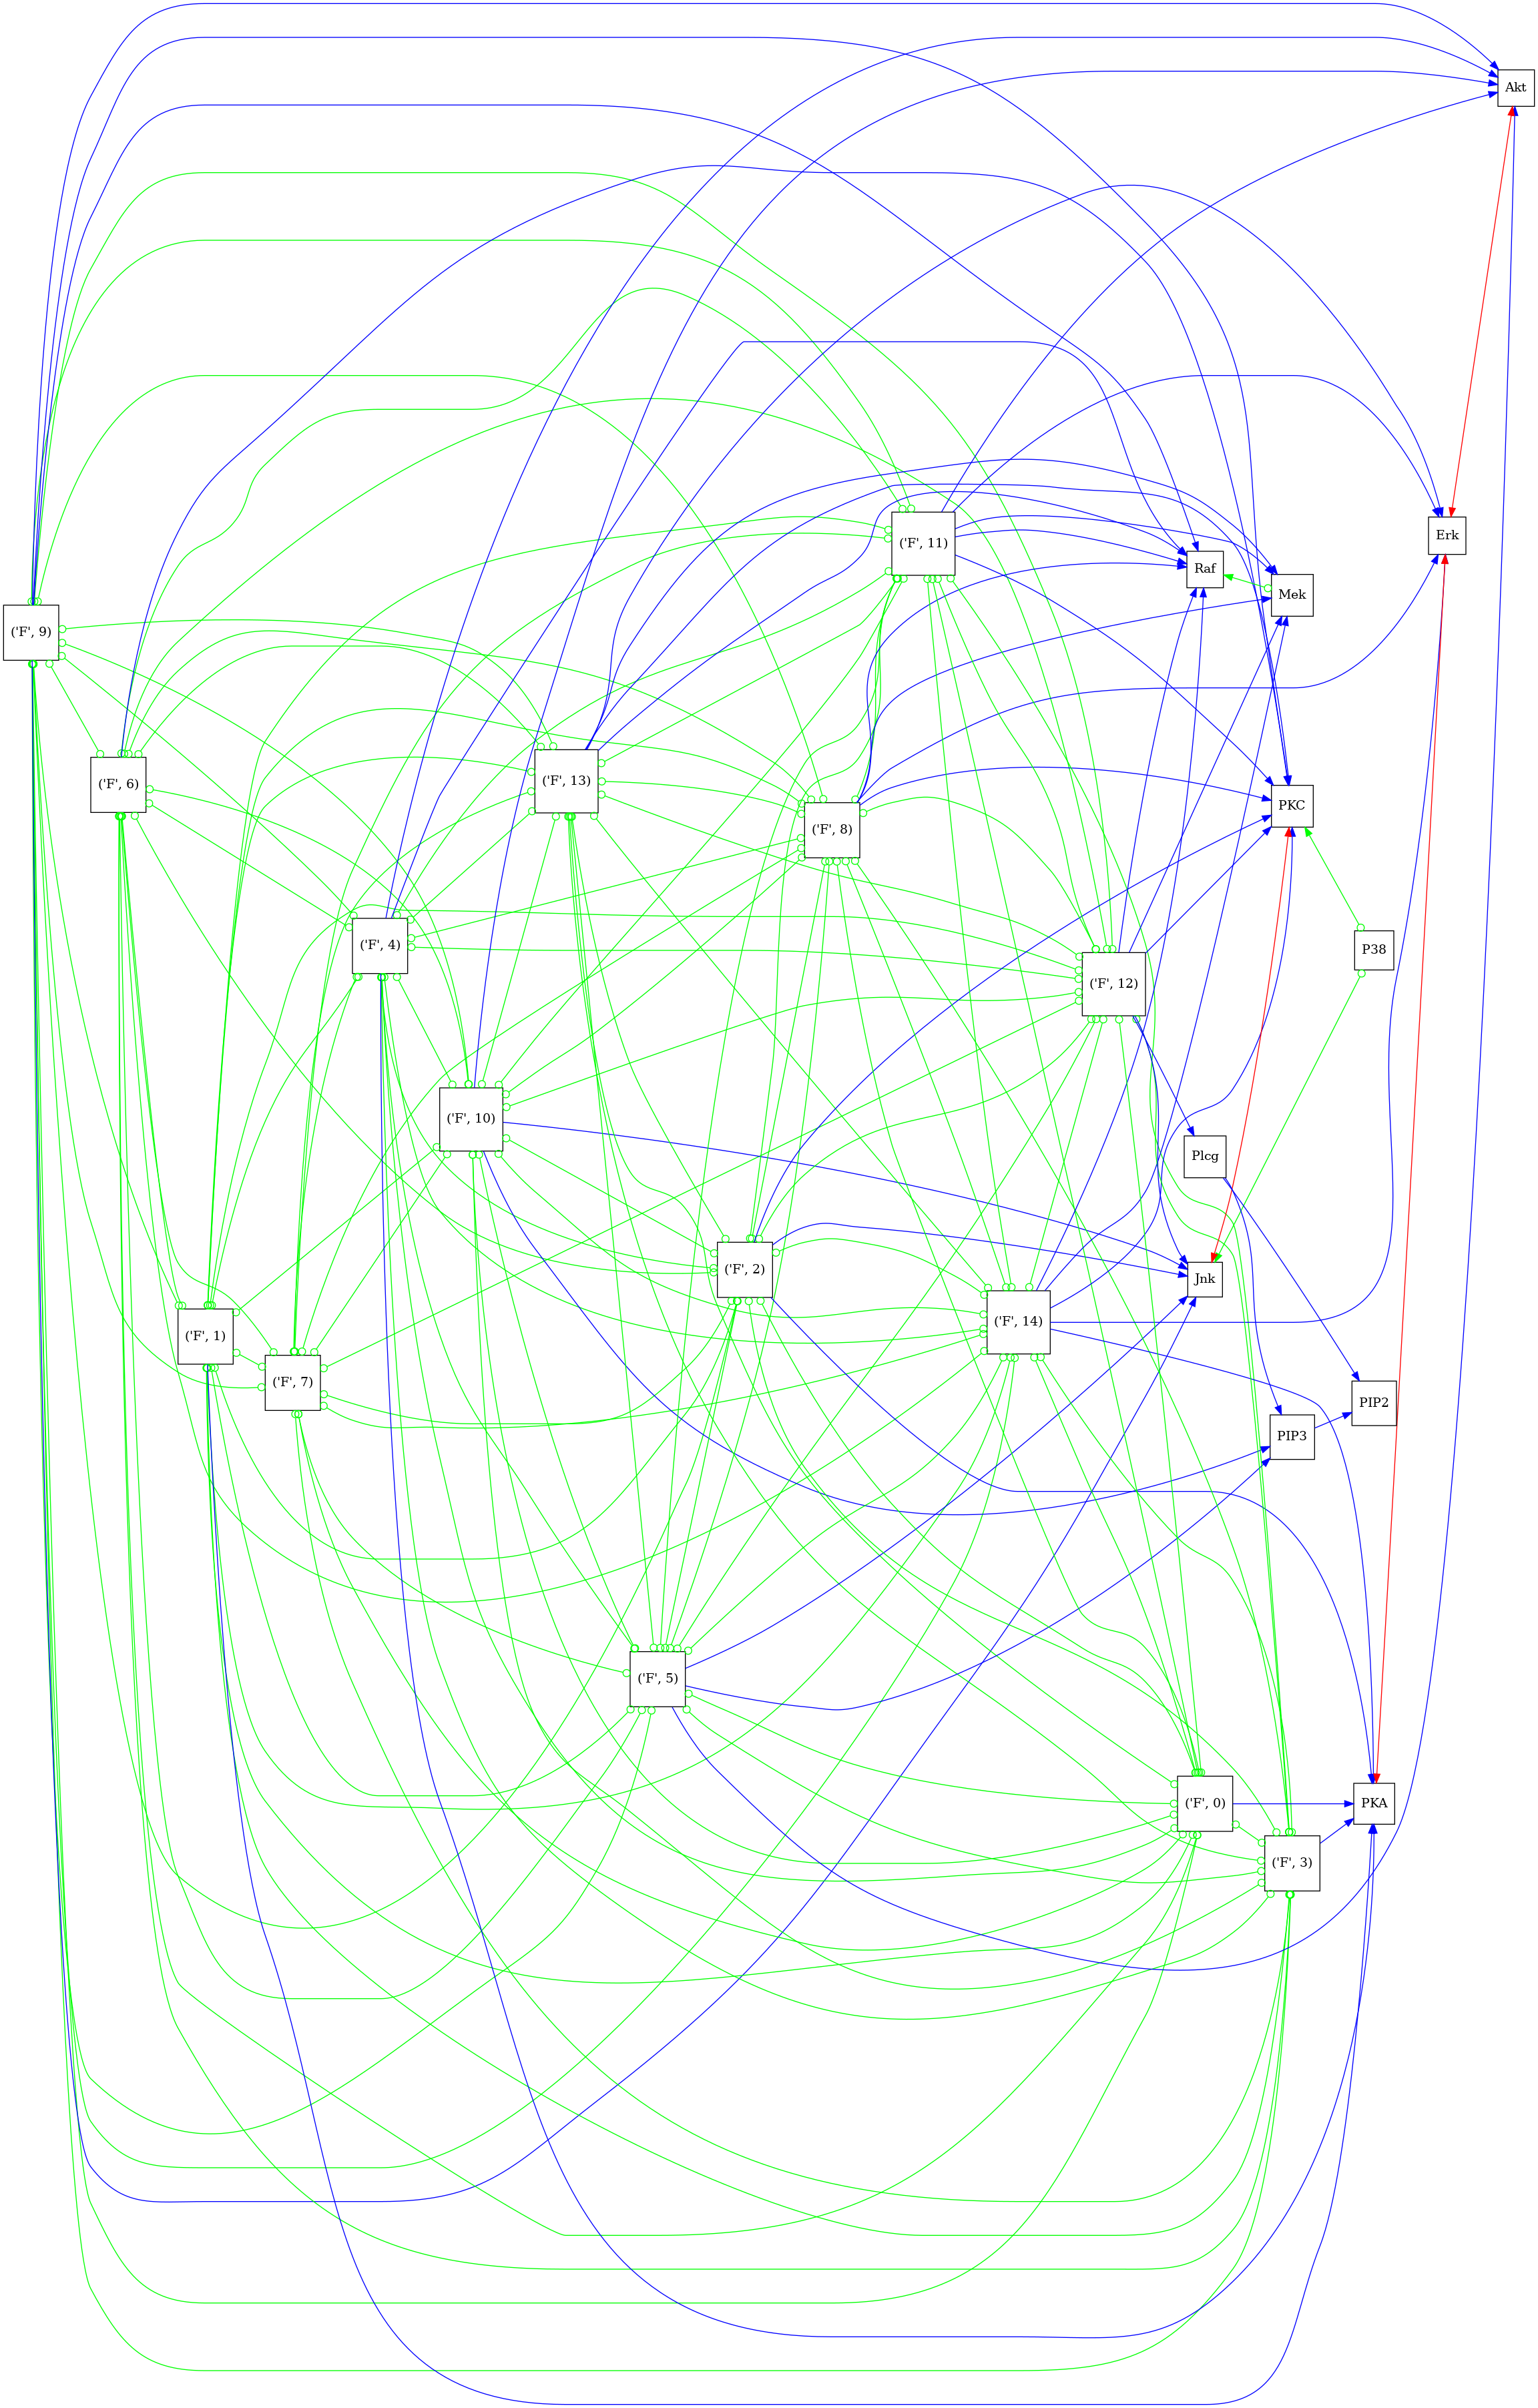 Akt
Erk
('F', 11)
Raf
Mek
('F', 9)
('F', 6)
('F', 13)
PKC
('F', 8)
('F', 4)
P38
('F', 12)
('F', 10)
Plcg
('F', 2)
Jnk
('F', 14)
('F', 1)
('F', 7)
PIP2
PIP3
('F', 5)
('F', 0)
PKA
('F', 3)